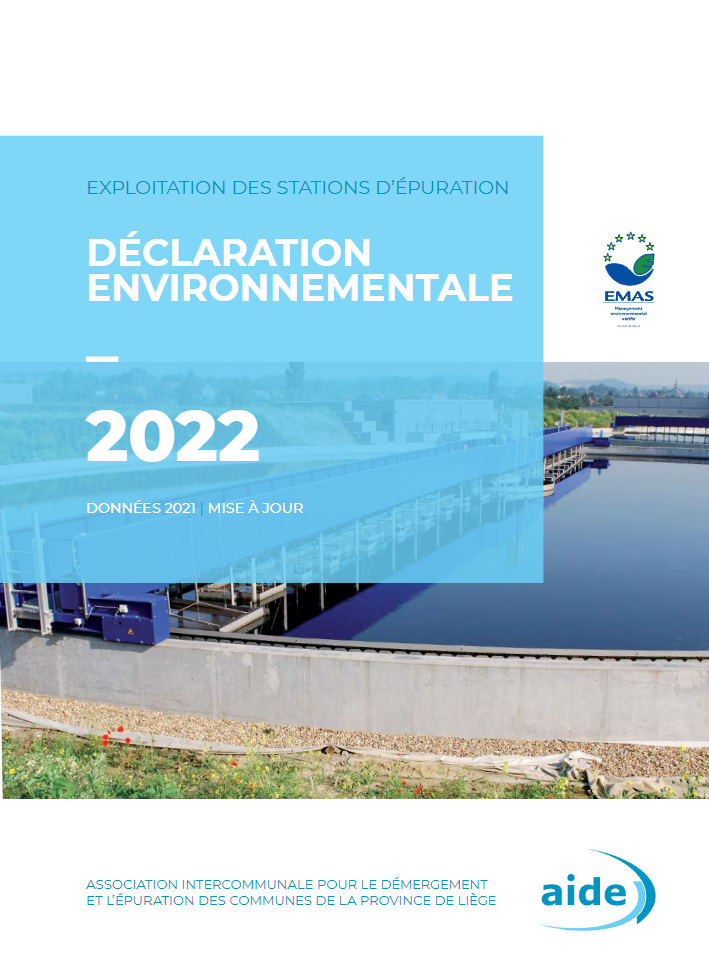 EXPLOITATION DES STATIONS D'ÉPURATION
DÉCLARATION
ENVIRONNEMENTALE
2022
DONNÉES 2021 | MISE À JOUR
EMAS
Management
environnemental
vérifié
ASSOCIATION INTERCOMMUNALE POUR LE DÉMERGEMENT
ET L'ÉPURATION DES COMMUNES DE LA PROVINCE DE LIÈGE
aide